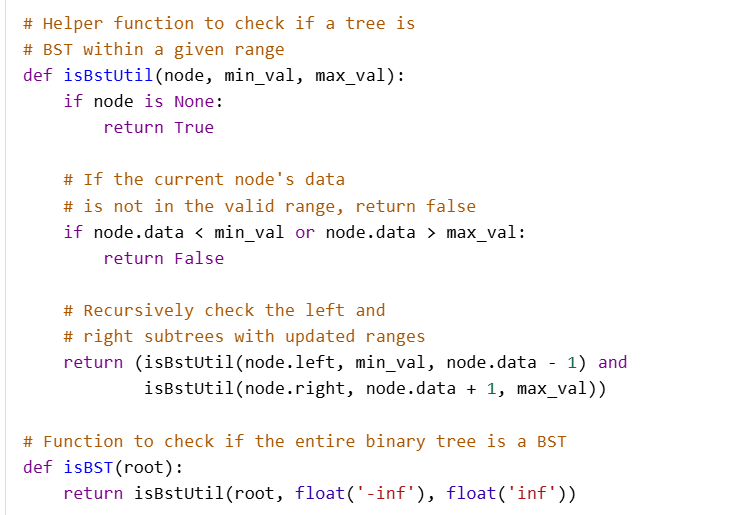 # Helper function to check if a tree is
# BST within a given range
def isBstUtil(node, min_val, max_val):
    if node is None:
        return True

    # If the current node's data
    # is not in the valid range, return false
    if node.data < min_val or node.data > max_val:
        return False

    # Recursively check the left and
    # right subtrees with updated ranges
    return (isBstUtil(node.left, min_val, node.data - 1) and
            isBstUtil(node.right, node.data + 1, max_val))

# Function to check if the entire binary tree is a BST
def isBST(root):
    return isBstUtil(root, float('-inf'), float('inf'))